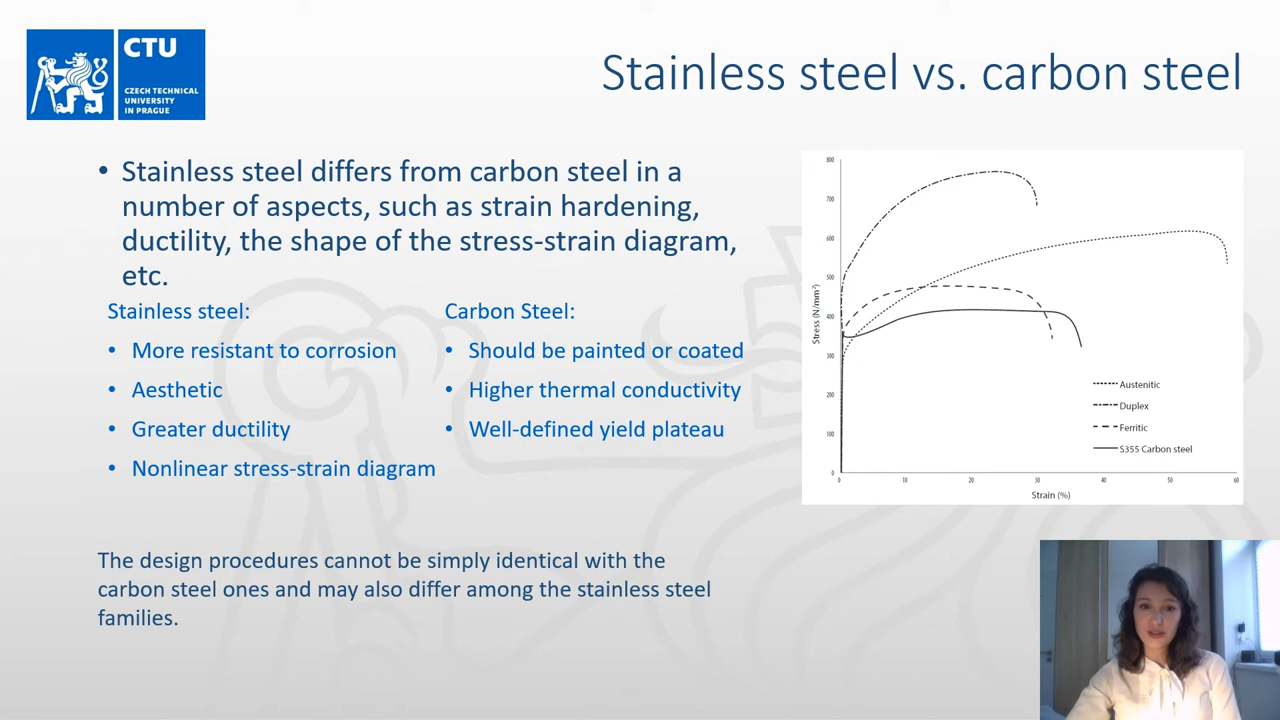 CTU
CZECH TECHNICAL
UNIVERSITY
IN PRAGUE
Stainless steel vs. carbon steel
• Stainless steel differs from carbon steel in a
number of aspects, such as strain hardening,
ductility, the shape of the stress-strain diagram,
etc.
Stainless steel:
• More resistant to corrosion
• Aesthetic
• Greater ductility
• Nonlinear stress-strain diagram
Carbon Steel:
• Should be painted or coated
• Higher thermal conductivity
• Well-defined yield plateau
The design procedures cannot be simply identical with the
carbon steel ones and may also differ among the stainless steel
families.
800
700
600
500
400
300
200
100
0
Stress (N/mm²)
0 10 20 30 40 50 60
Strain (%)
Austenitic
Duplex
Ferritic
S355 Carbon steel